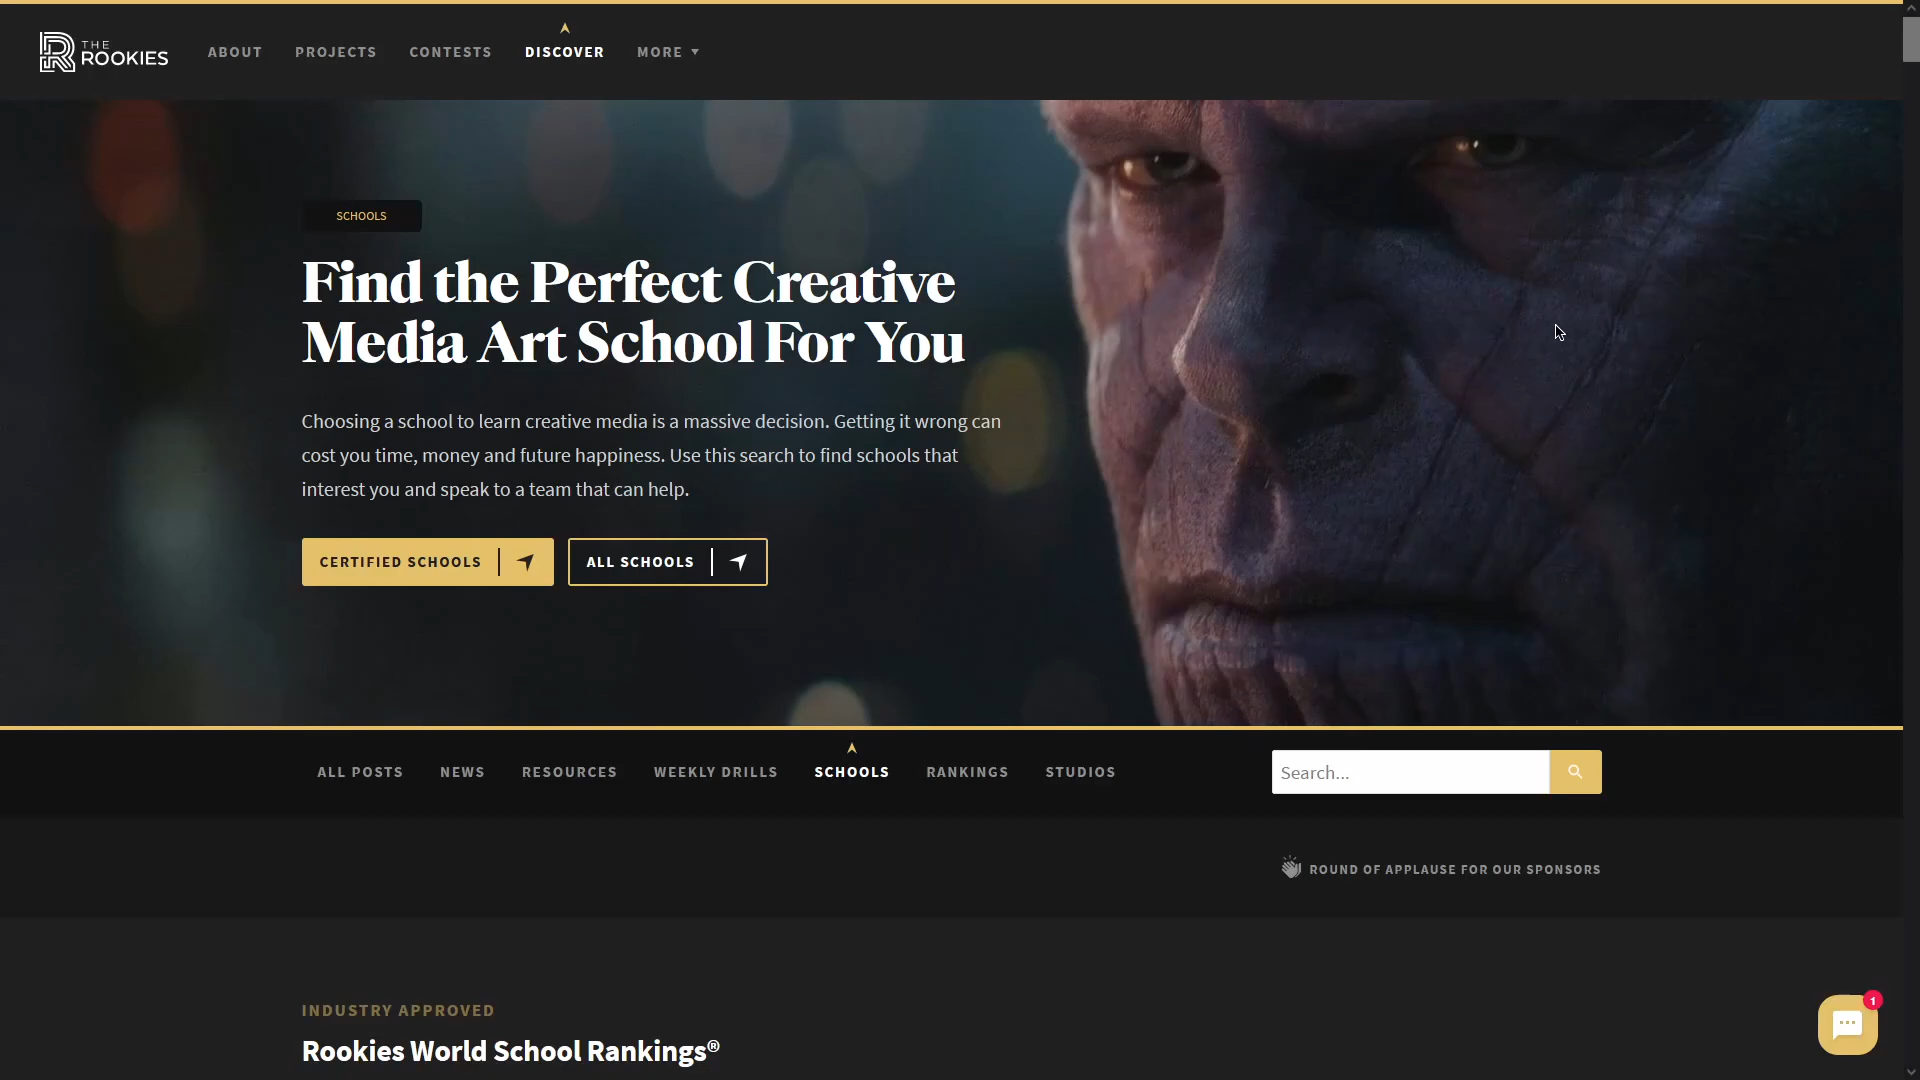 THE
ROOKIES
ABOUT
PROJECTS
CONTESTS
DISCOVER
MORE
SCHOOLS
Find the Perfect Creative
Media Art School For You
Choosing a school to learn creative media is a massive decision. Getting it wrong can
cost you time, money and future happiness. Use this search to find schools that
interest you and speak to a team that can help.
CERTIFIED SCHOOLS
ALL SCHOOLS
ALL POSTS
NEWS
RESOURCES
WEEKLY DRILLS
SCHOOLS
RANKINGS
STUDIOS
Search...
ROUND OF APPLAUSE FOR OUR SPONSORS
INDUSTRY APPROVED
Rookies World School Rankings®
1